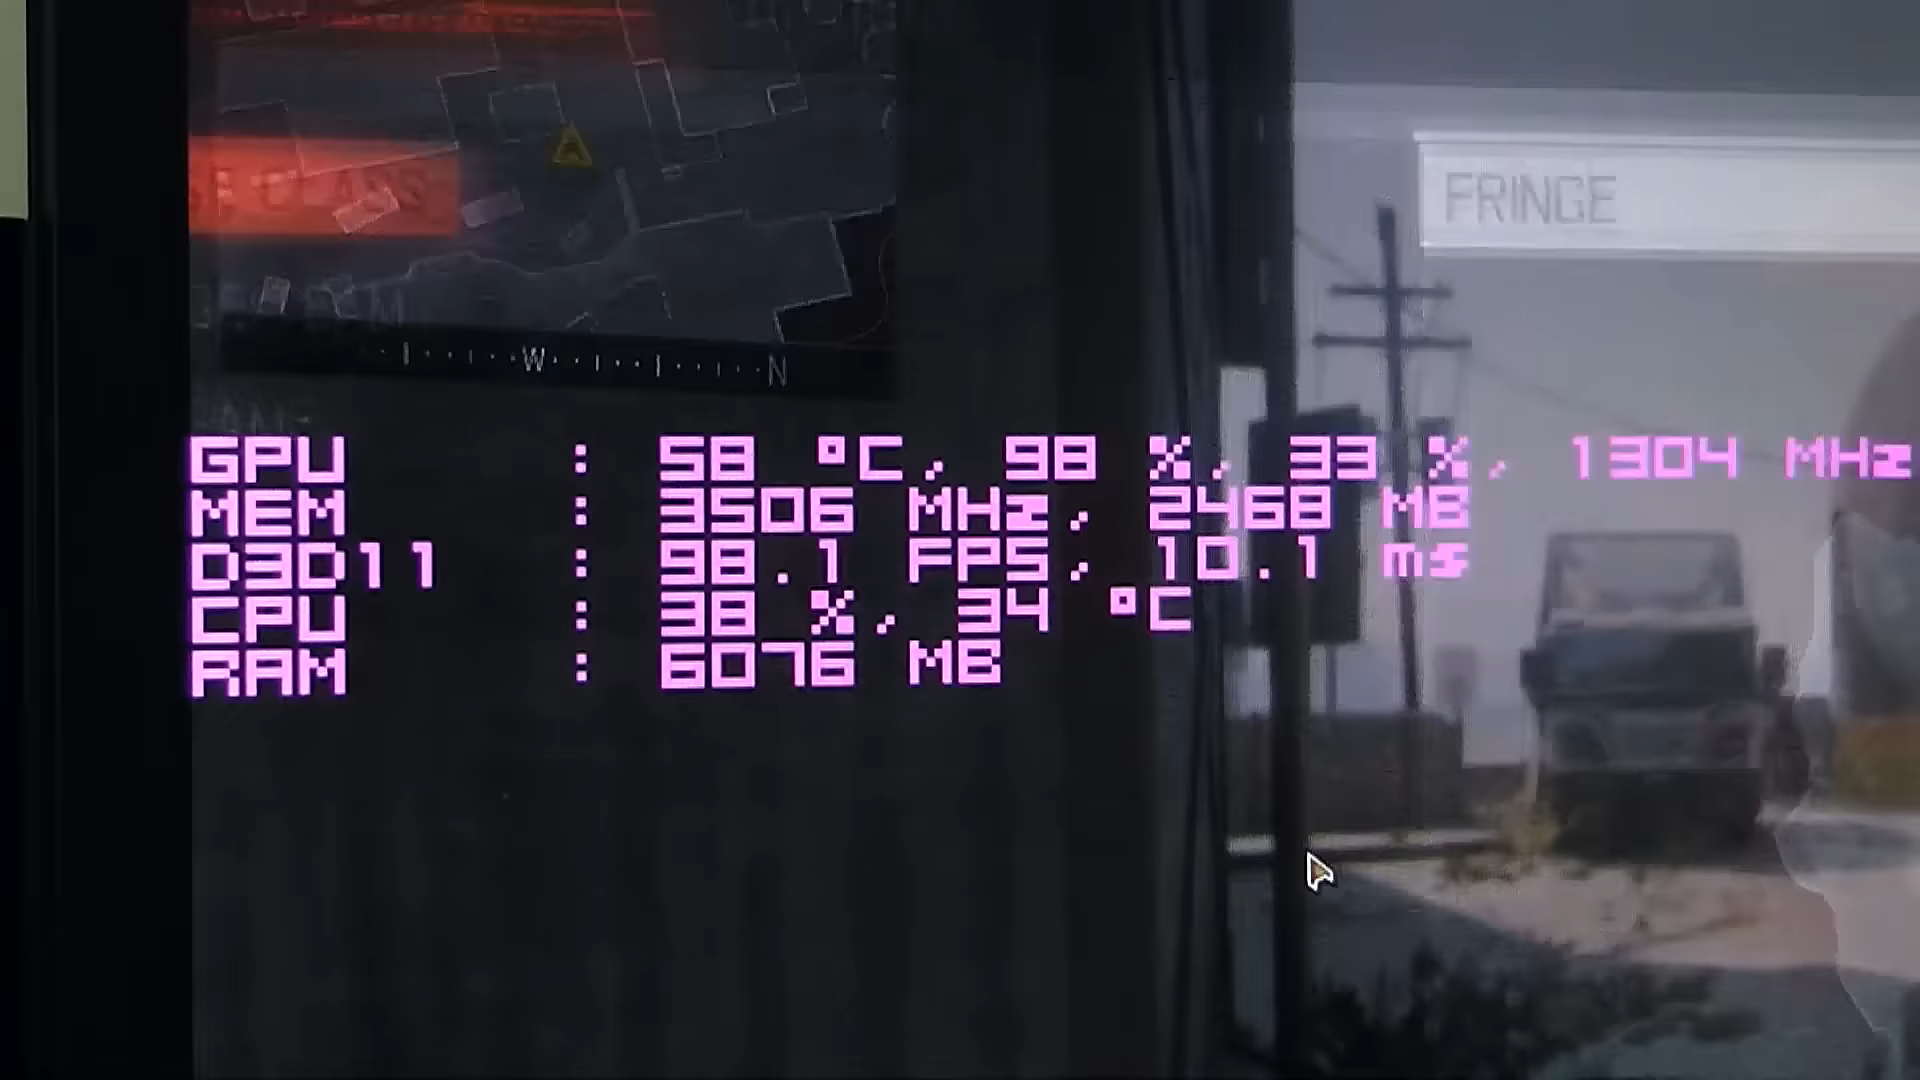 CLASS
FRINGE
W N
GPU : 58 °C, 98 %, 33 %, 1304 MHz
MEM : 3506 MHz, 2468 MB
D3D11 : 98.1 FPS, 10.1 ms
CPU : 38 %, 34 °C
RAM : 6076 MB